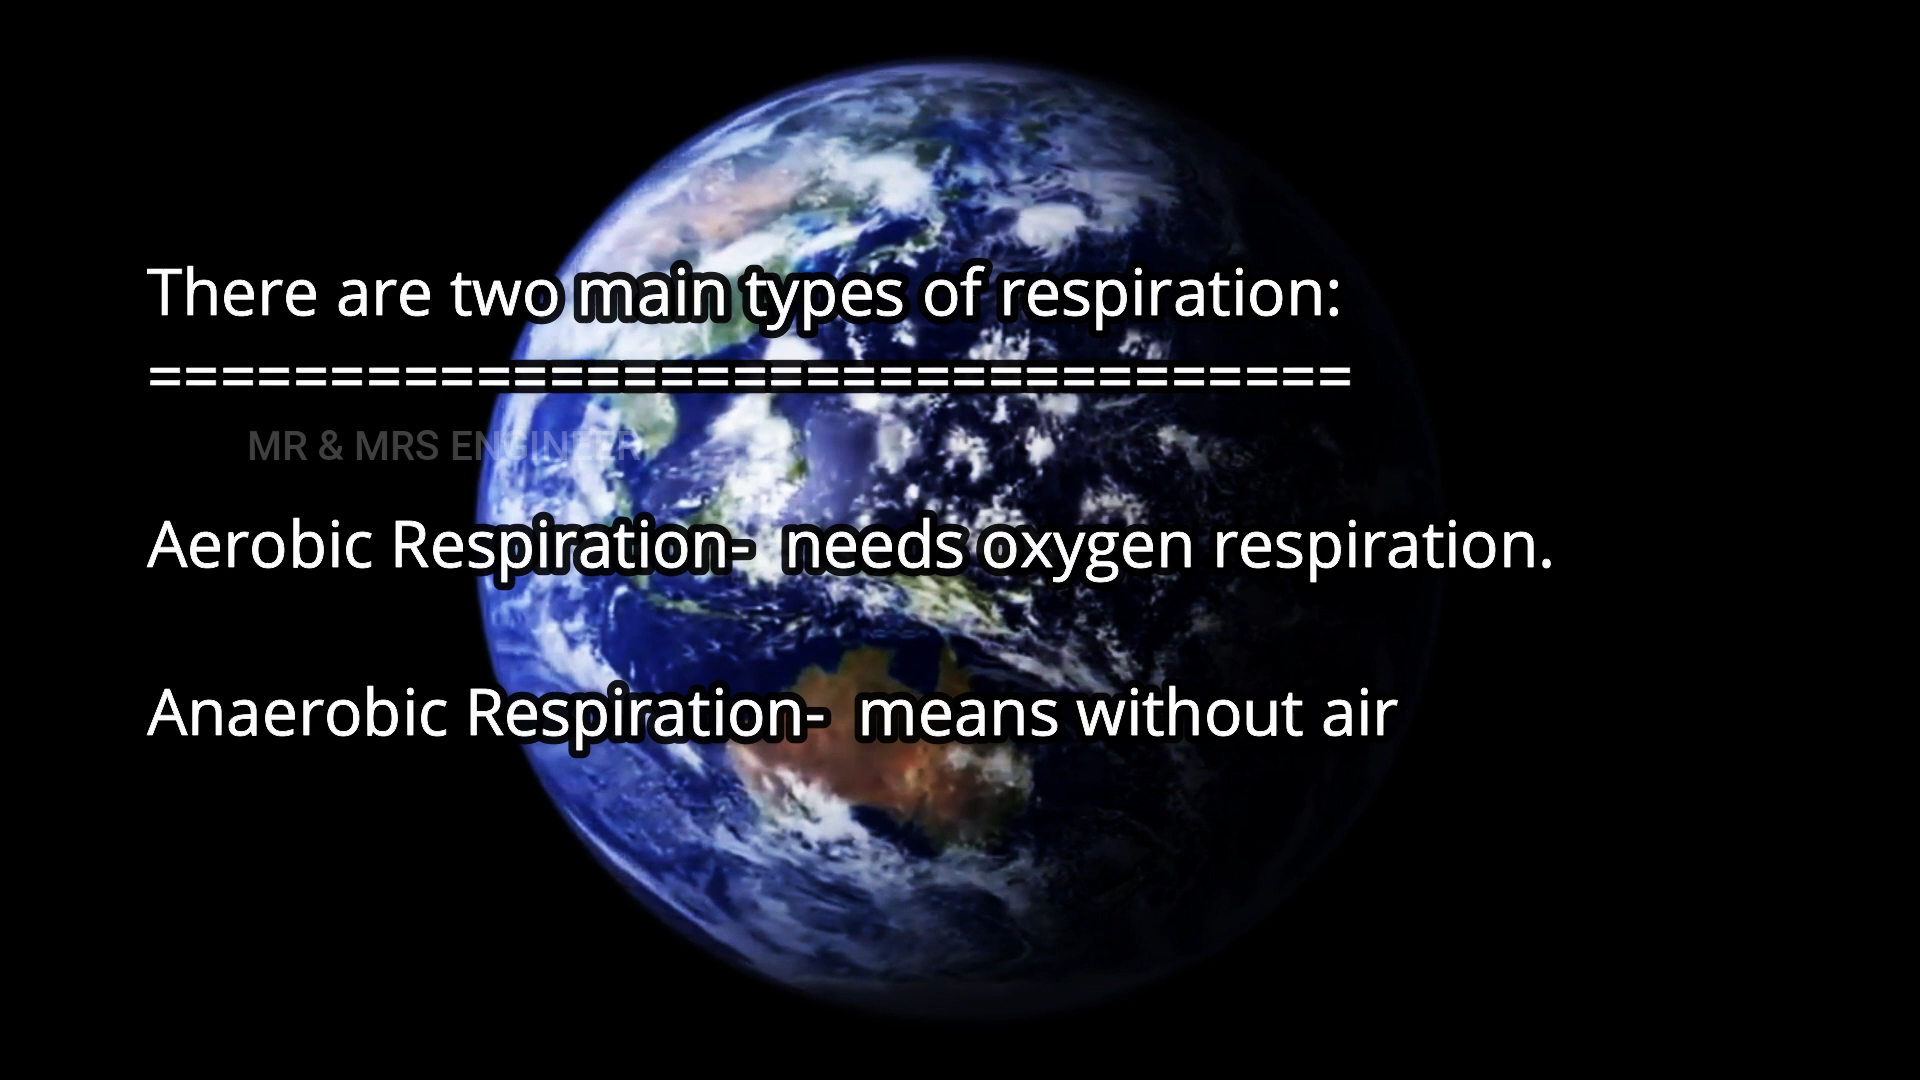 There are two main types of respiration:
=================================
MR & MRS ENGINEER
Aerobic Respiration-  needs oxygen respiration.
Anaerobic Respiration-  means without air